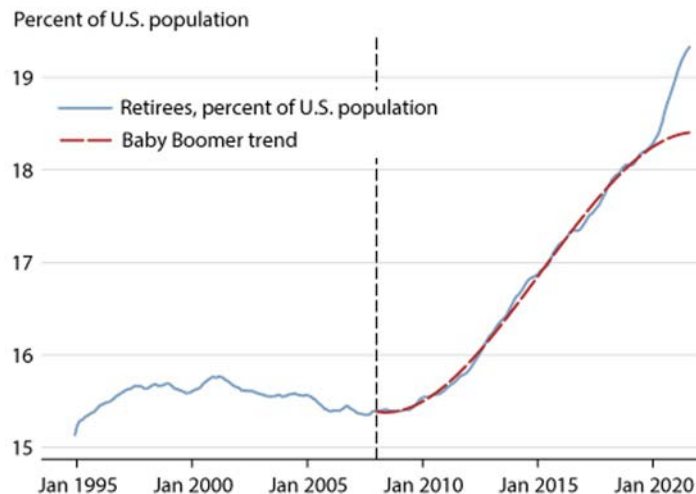 Percent of U.S. population
19
Retirees, percent of U.S. population
Baby Boomer trend
18
17
16
15
Jan 1995 Jan 2000 Jan 2005 Jan 2010 Jan 2015 Jan 2020